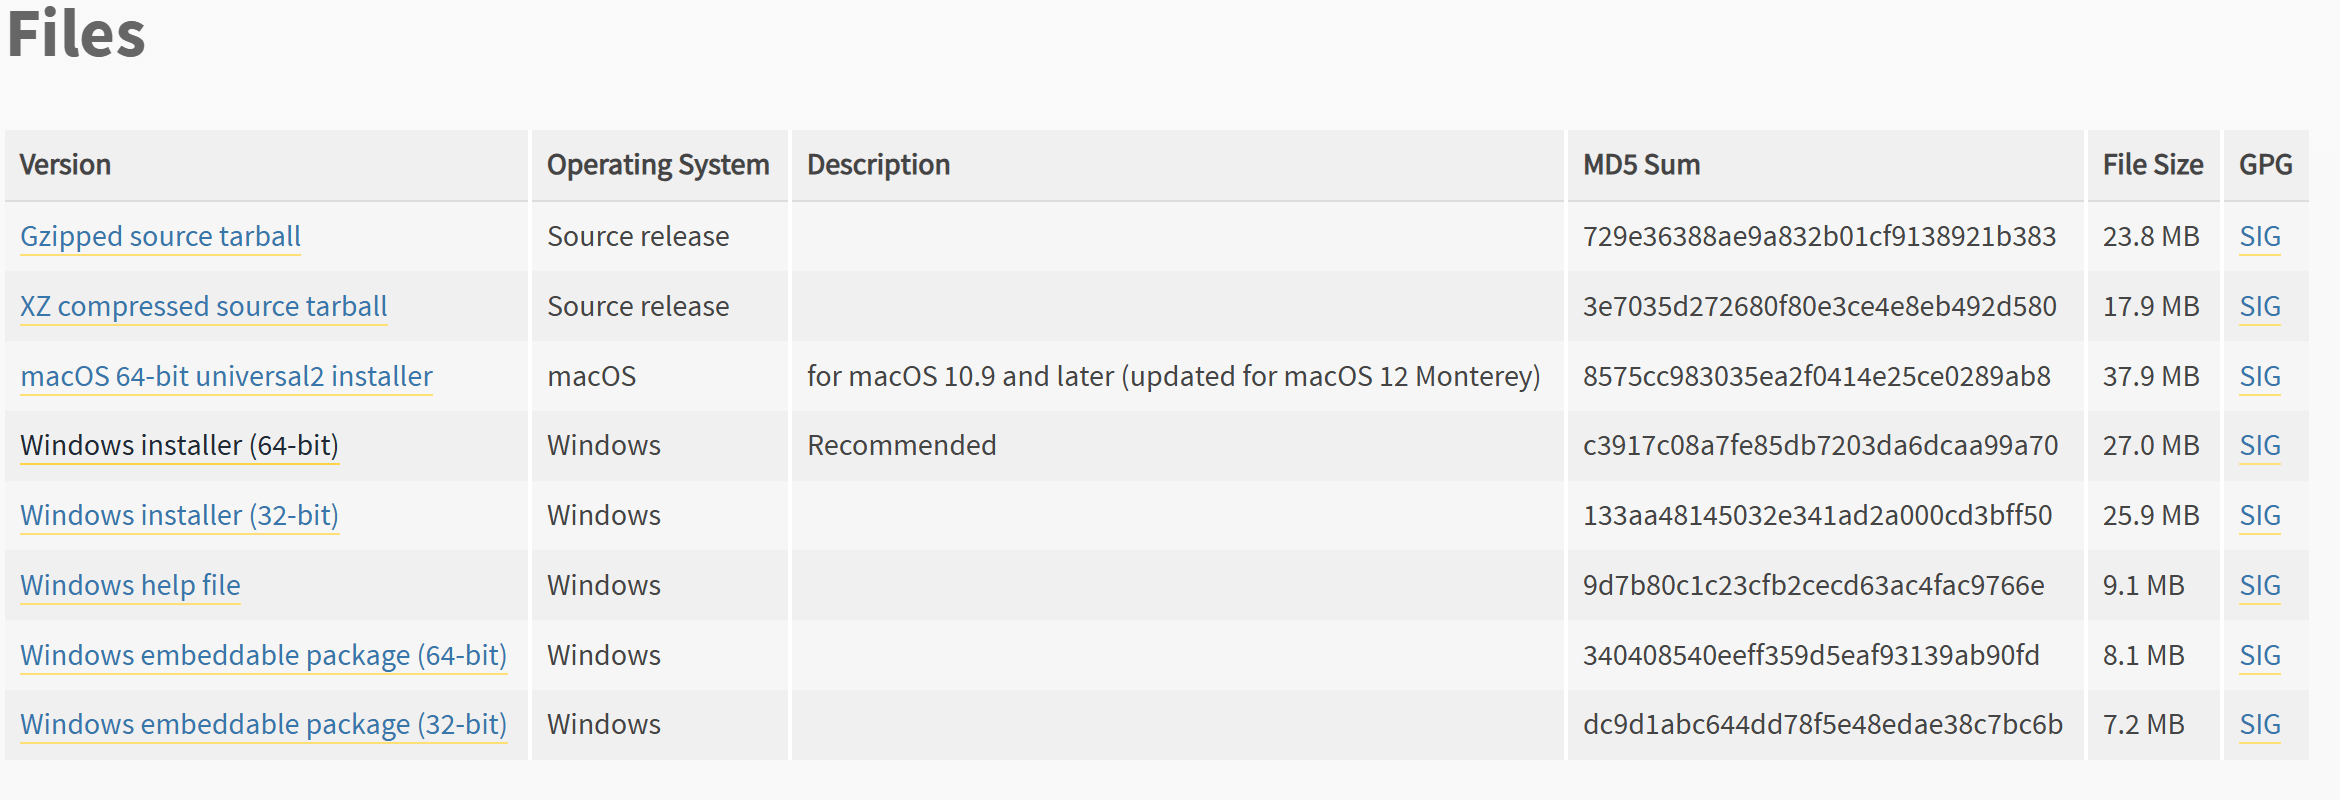 Files
Version Operating System Description MD5 Sum File Size GPG
Gzipped source tarball Source release 729e36388ae9a832b01cf9138921b383 23.8 MB SIG
XZ compressed source tarball Source release 3e7035d272680f80e3ce4e8eb492d580 17.9 MB SIG
macOS 64-bit universal2 installer macOS for macOS 10.9 and later (updated for macOS 12 Monterey) 8575cc983035ea2f0414e25ce0289ab8 37.9 MB SIG
Windows installer (64-bit) Windows Recommended c3917c08a7fe85db7203da6dcaa99a70 27.0 MB SIG
Windows installer (32-bit) Windows 133aa48145032e341ad2a000cd3bff50 25.9 MB SIG
Windows help file Windows 9d7b80c1c23cfb2cecd63ac4fac9766e 9.1 MB SIG
Windows embeddable package (64-bit) Windows 340408540eeff359d5eaf93139ab90fd 8.1 MB SIG
Windows embeddable package (32-bit) Windows dc9d1abc644dd78f5e48edae38c7bc6b 7.2 MB SIG